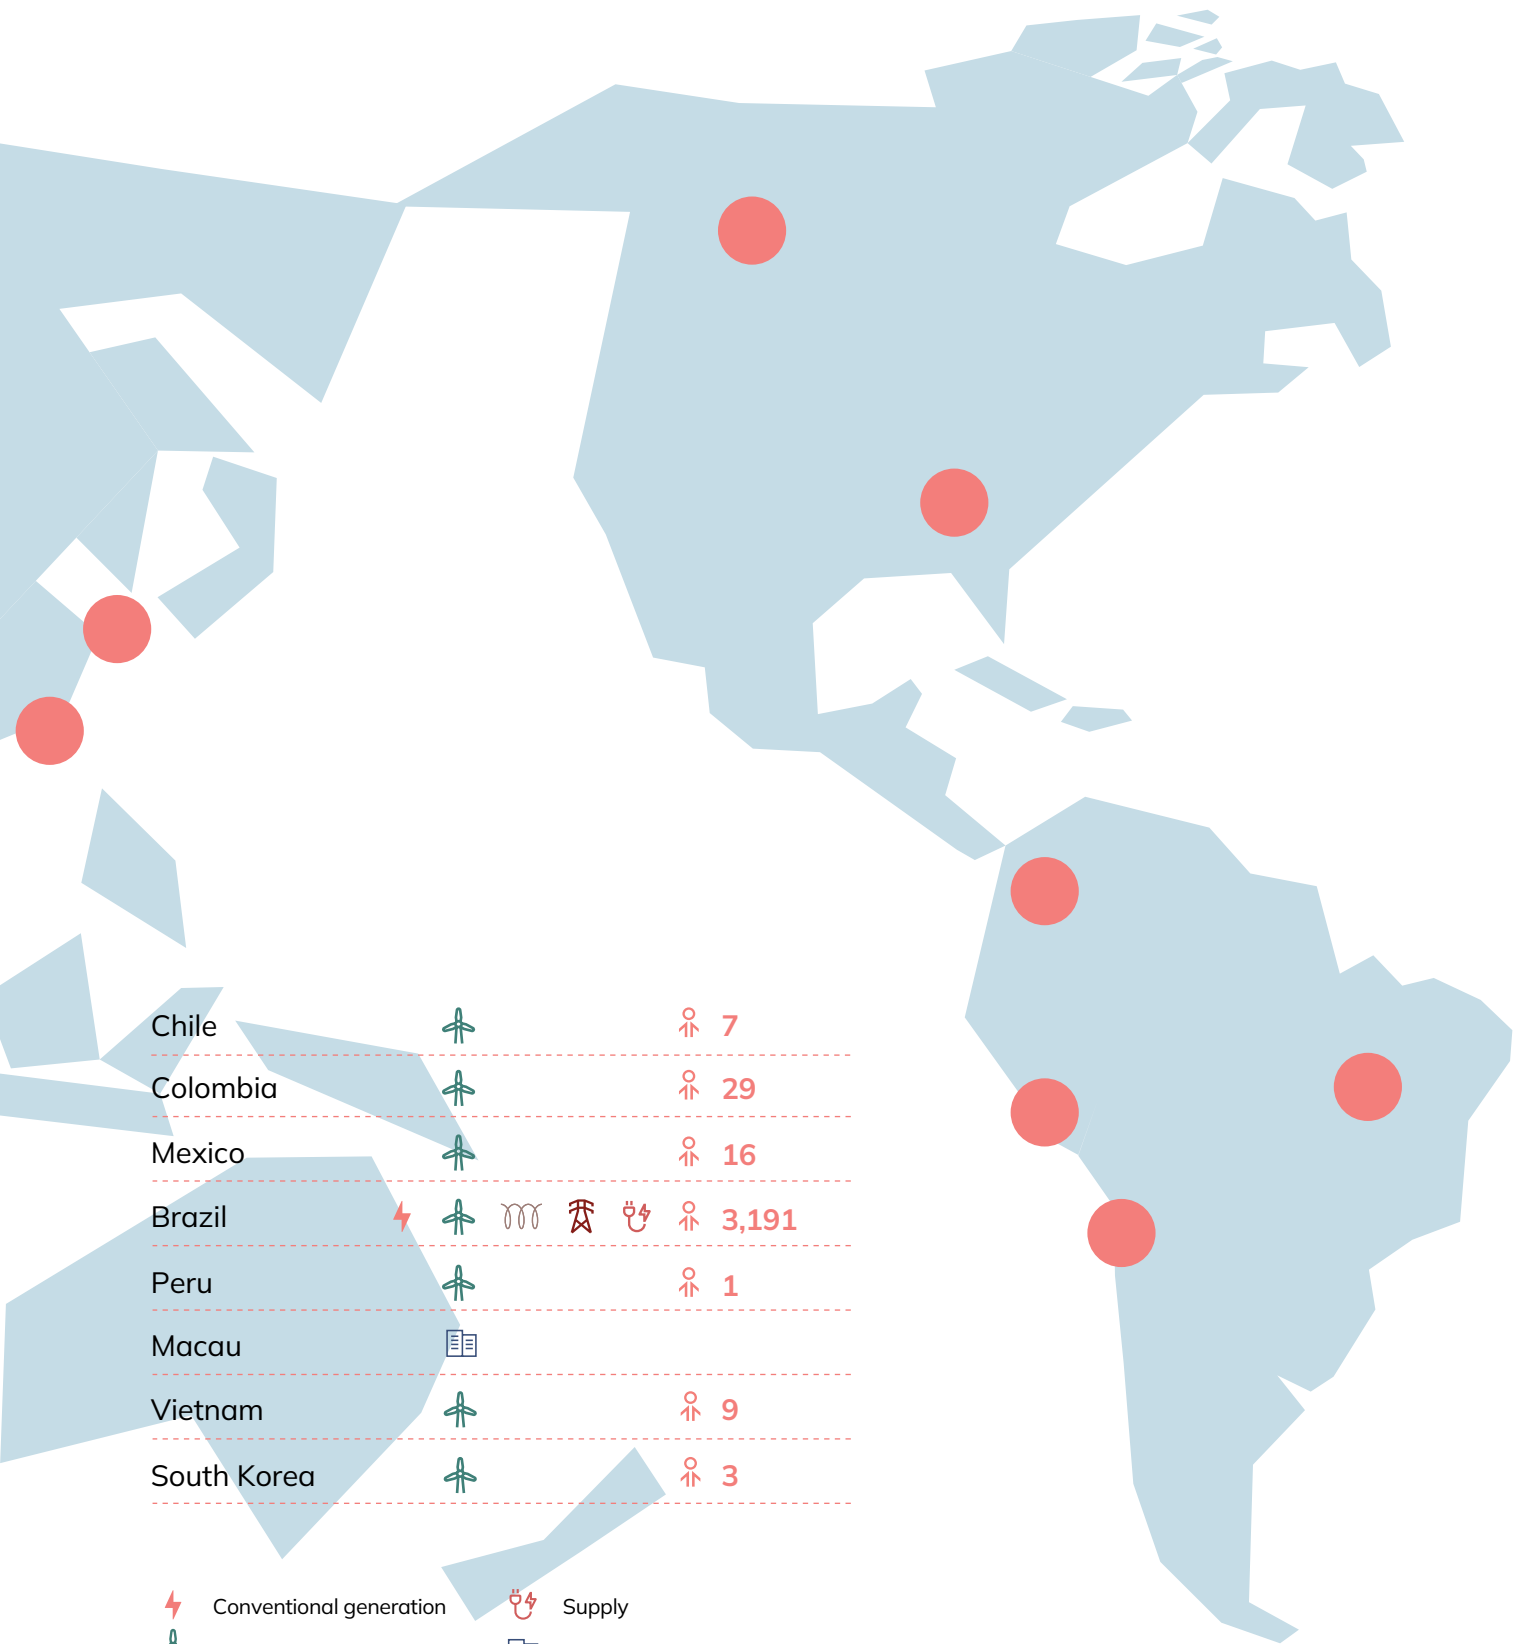 Chile 7
Colombia 29
Mexico 16
Brazil 3,191
Peru 1
Macau
Vietnam 9
South Korea 3
Conventional generation Supply